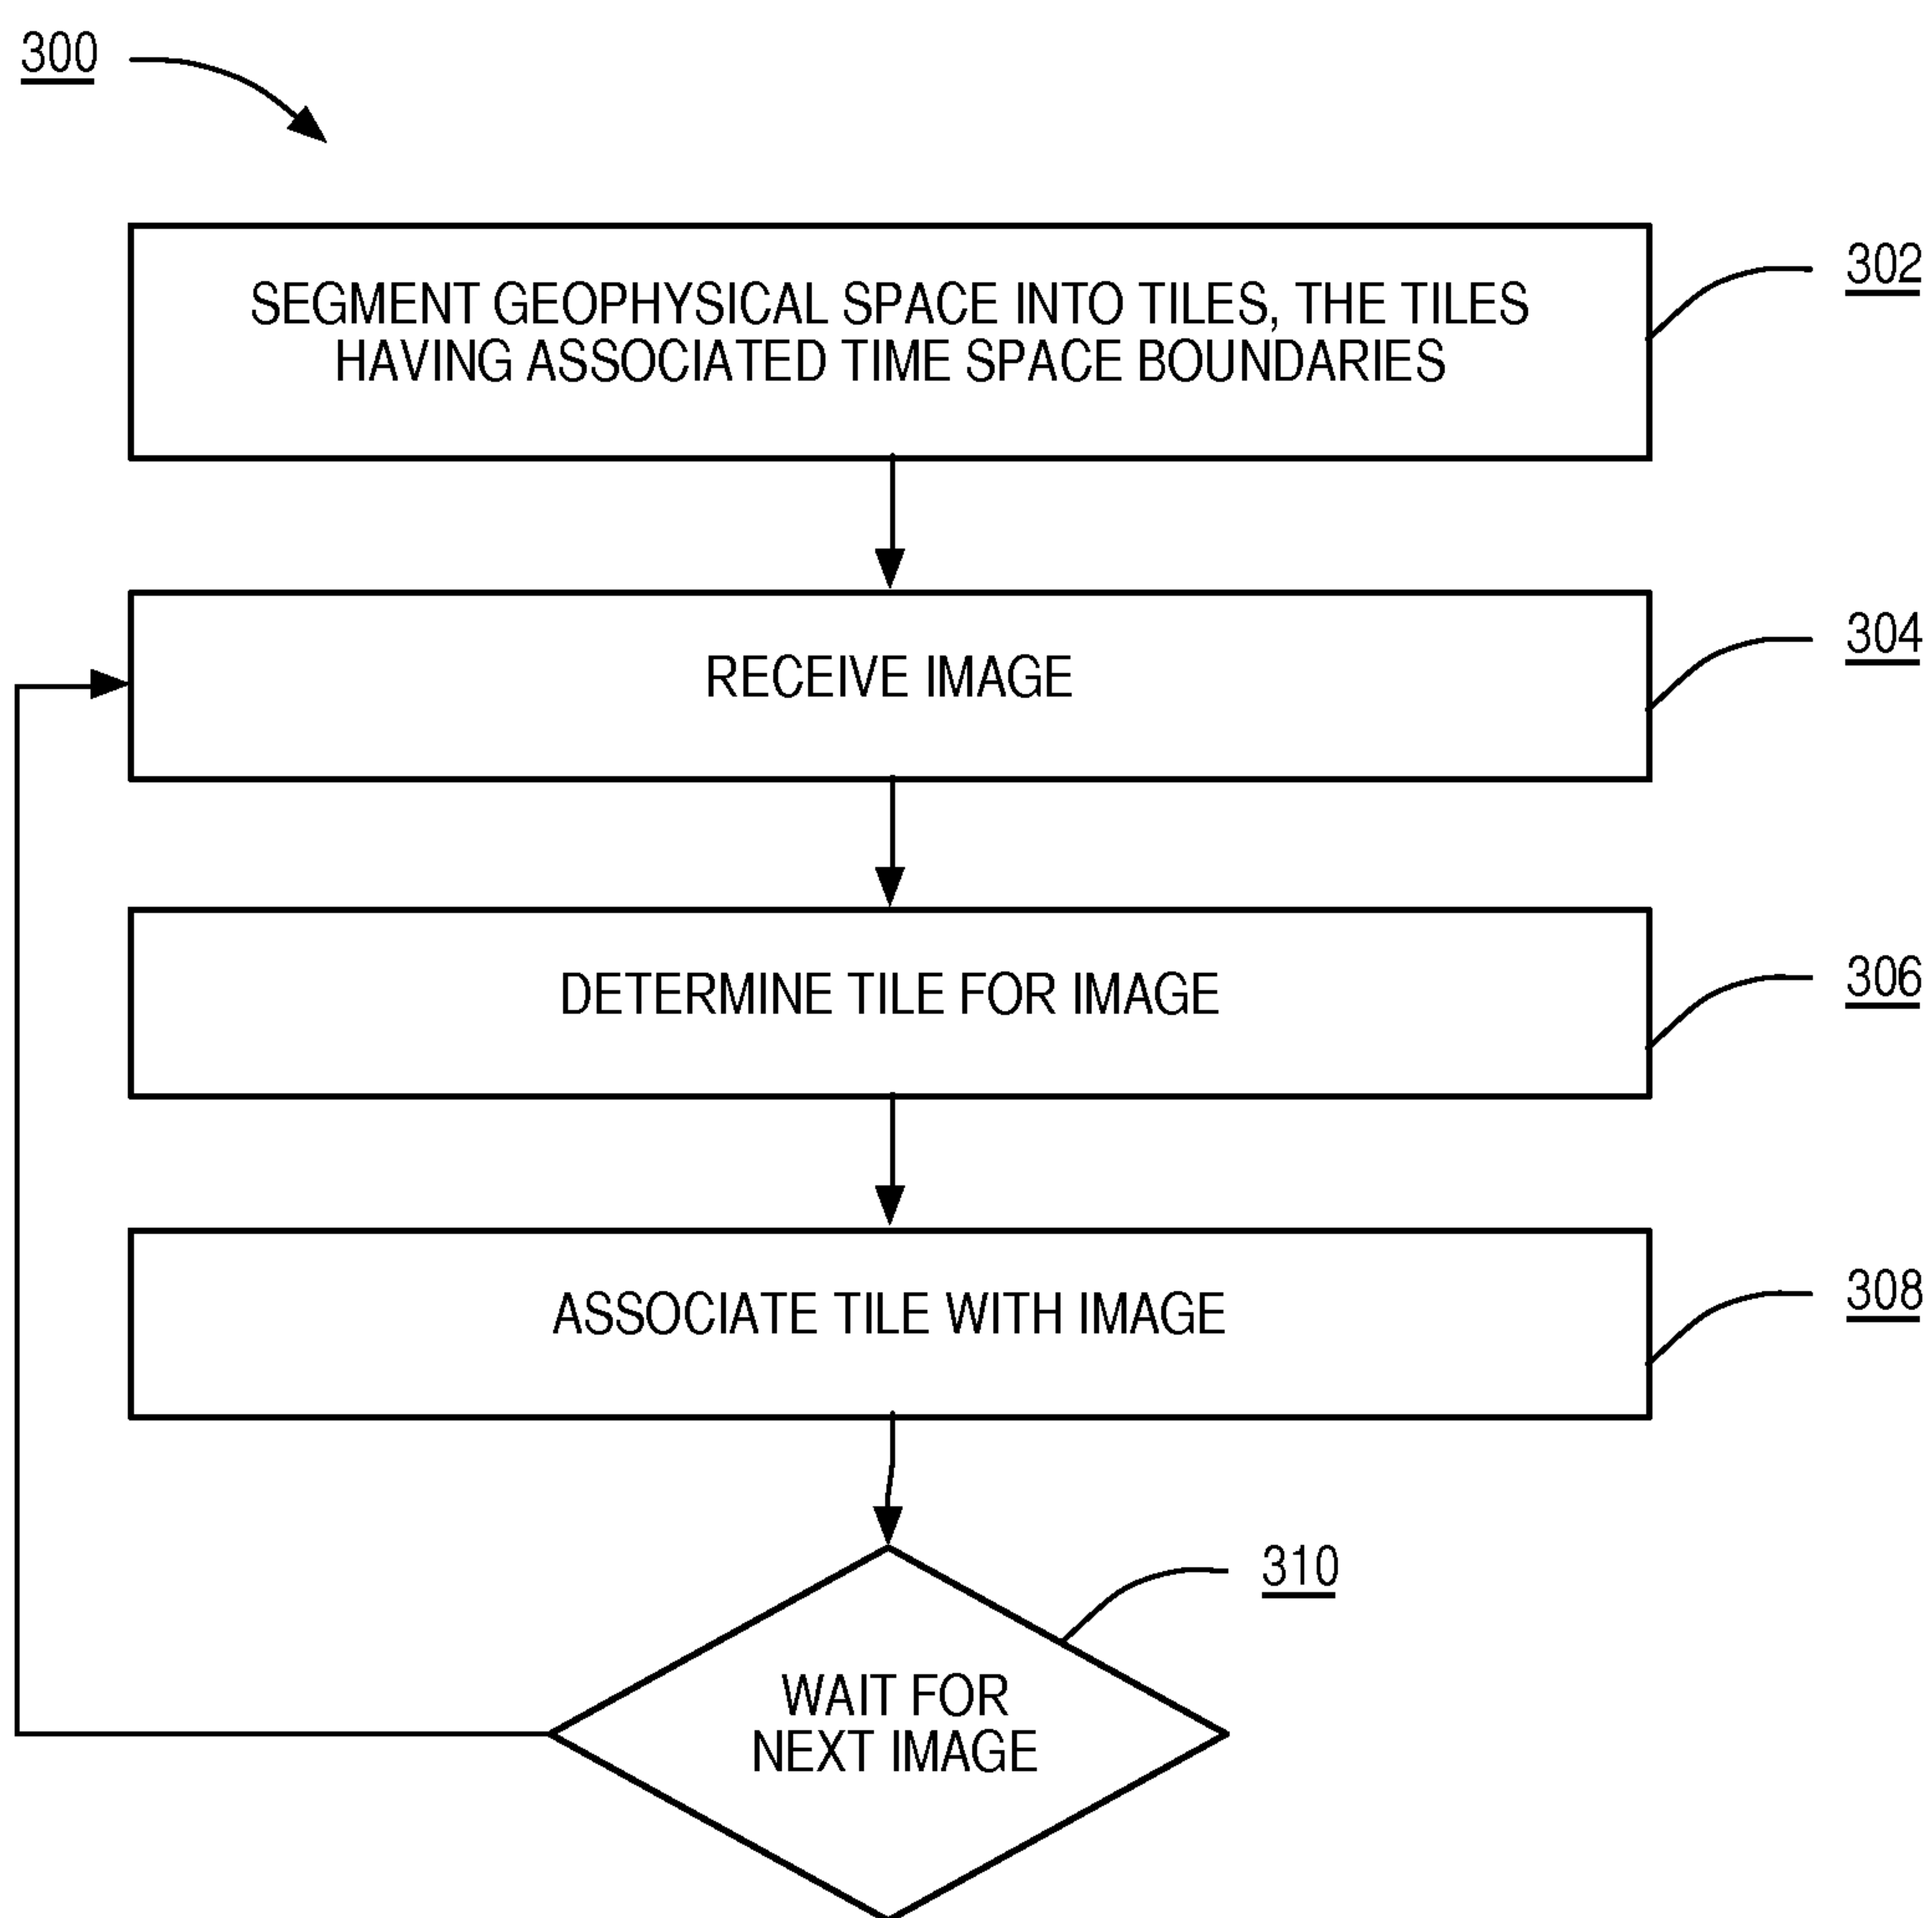 300
SEGMENT GEOPHYSICAL SPACE INTO TILES, THE TILES
HAVING ASSOCIATED TIME SPACE BOUNDARIES
302
RECEIVE IMAGE
304
DETERMINE TILE FOR IMAGE
306
ASSOCIATE TILE WITH IMAGE
308
310
WAIT FOR
NEXT IMAGE